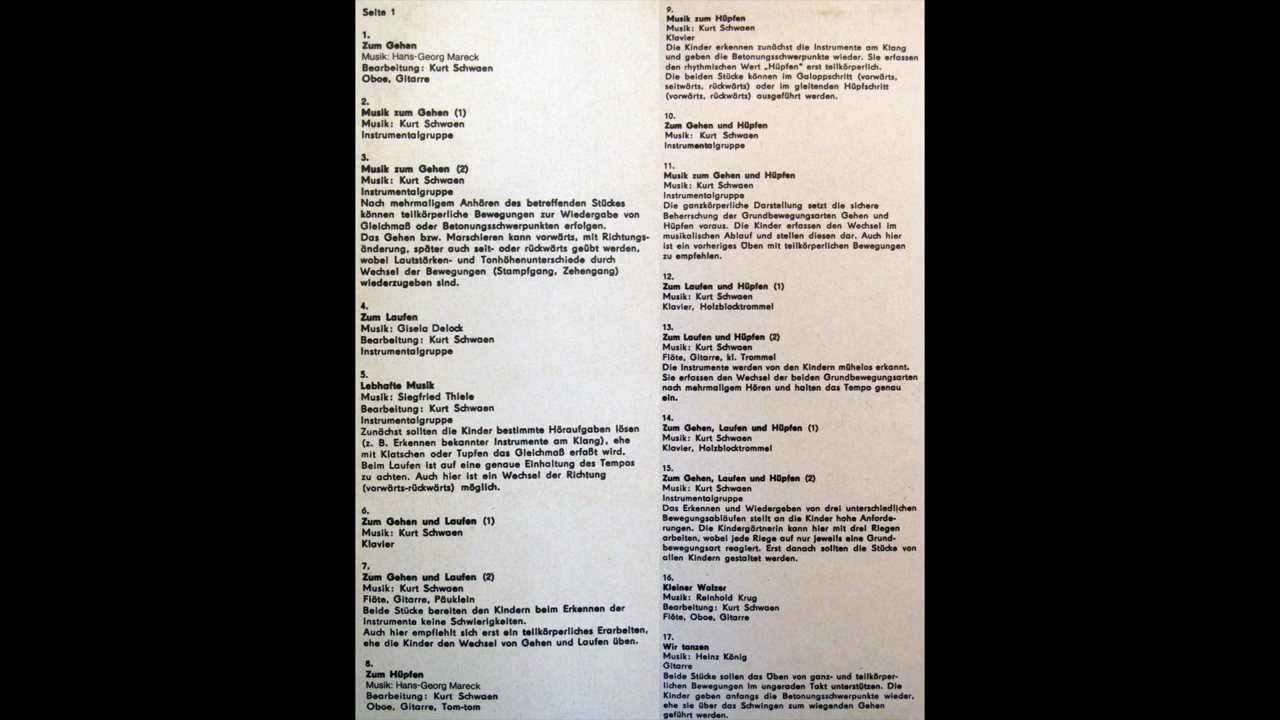 Seite 1
1.
Zum Gehen
Musik: Hans-Georg Mareck
Bearbeitung: Kurt Schwaen
Oboe, Gitarre
2.
Musik zum Gehen (1)
Musik: Kurt Schwaen
Instrumentalgruppe
3.
Musik zum Gehen (2)
Musik: Kurt Schwaen
Instrumentalgruppe
Nach mehrmaligem Anhören des betreffenden Stückes
können teilkörperliche Bewegungen zur Wiedergabe von
Gleichmaß oder Betonungsschwerpunkten erfolgen.
Das Gehen bzw. Marschieren kann vorwärts, mit Richtungs-
änderung, später auch seit- oder rückwärts geübt werden,
wobei Lautstärken- und Tonhöhenunterschiede durch
Wechsel der Bewegungen (Stampfgang, Zehengang)
wiederzugeben sind.
4.
Zum Laufen
Musik: Gisela Delock
Bearbeitung: Kurt Schwaen
Instrumentalgruppe
5.
Lebhafte Musik
Musik: Siegfried Thiele
Bearbeitung: Kurt Schwaen
Instrumentalgruppe
Zunächst sollten die Kinder bestimmte Höraufgaben lösen
(z. B. Erkennen bekannter Instrumente am Klang), ehe
mit Klatschen oder Tupfen das Gleichmaß erfaßt wird.
Beim Laufen ist auf eine genaue Einhaltung des Tempos
zu achten. Auch hier ist ein Wechsel der Richtung
(vorwärts-rückwärts) möglich.
6.
Zum Gehen und Laufen (1)
Musik: Kurt Schwaen
Klavier
7.
Zum Gehen und Laufen (2)
Musik: Kurt Schwaen
Flöte, Gitarre, Päuklein
Beide Stücke bereiten den Kindern beim Erkennen der
Instrumente keine Schwierigkeiten.
Auch hier empfiehlt sich erst ein teilkörperliches Erarbeiten,
ehe die Kinder den Wechsel von Gehen und Laufen üben.
8.
Zum Hüpfen
Musik: Hans-Georg Mareck
Bearbeitung: Kurt Schwaen
Oboe, Gitarre, Tom-tom
9.
Musik zum Hüpfen
Musik: Kurt Schwaen
Klavier
Die Kinder erkennen zunächst die Instrumente am Klang
und geben die Betonungsschwerpunkte wieder. Sie erfassen
den rhythmischen Wert „Hüpfen" erst teilkörperlich.
Die beiden Stücke können im Galoppschritt (vorwärts,
seitwärts, rückwärts) oder im gleitenden Hüpfschritt
(vorwärts, rückwärts) ausgeführt werden.
10.
Zum Gehen und Hüpfen
Musik: Kurt Schwaen
Instrumentalgruppe
11.
Musik zum Gehen und Hüpfen
Musik: Kurt Schwaen
Instrumentalgruppe
Die ganzkörperliche Darstellung setzt die sichere
Beherrschung der Grundbewegungsarten Gehen und
Hüpfen voraus. Die Kinder erfassen den Wechsel im
musikalischen Ablauf und stellen diesen dar. Auch hier
ist ein vorheriges Üben mit teilkörperlichen Bewegungen
zu empfehlen.
12.
Zum Laufen und Hüpfen (1)
Musik: Kurt Schwaen
Klavier, Holzblocktrommel
13.
Zum Laufen und Hüpfen (2)
Musik: Kurt Schwaen
Flöte, Gitarre, kl. Trommel
Die Instrumente werden von den Kindern mühelos erkannt.
Sie erfassen den Wechsel der beiden Grundbewegungsarten
nach mehrmaligem Hören und halten das Tempo genau
ein.
14.
Zum Gehen, Laufen und Hüpfen (1)
Musik: Kurt Schwaen
Klavier, Holzblocktrommel
15.
Zum Gehen, Laufen und Hüpfen (2)
Musik: Kurt Schwaen
Instrumentalgruppe
Das Erkennen und Wiedergeben von drei unterschiedlichen
Bewegungsabläufen stellt an die Kinder hohe Anforde-
rungen. Die Kindergärtnerin kann hier mit drei Riegen
arbeiten, wobei jede Riege auf nur jeweils eine Grund-
bewegungsart reagiert. Erst danach sollten die Stücke von
allen Kindern gestaltet werden.
16.
Kleiner Walzer
Musik: Reinhold Krug
Bearbeitung: Kurt Schwaen
Flöte, Oboe, Gitarre
17.
Wir tanzen
Musik: Heinz König
Gitarre
Beide Stücke sollen das Üben von ganz- und teilkörper-
lichen Bewegungen im ungeraden Takt unterstützen. Die
Kinder geben anfangs die Betonungsschwerpunkte wieder,
ehe sie über das Schwingen zum wiegenden Gehen
geführt werden.